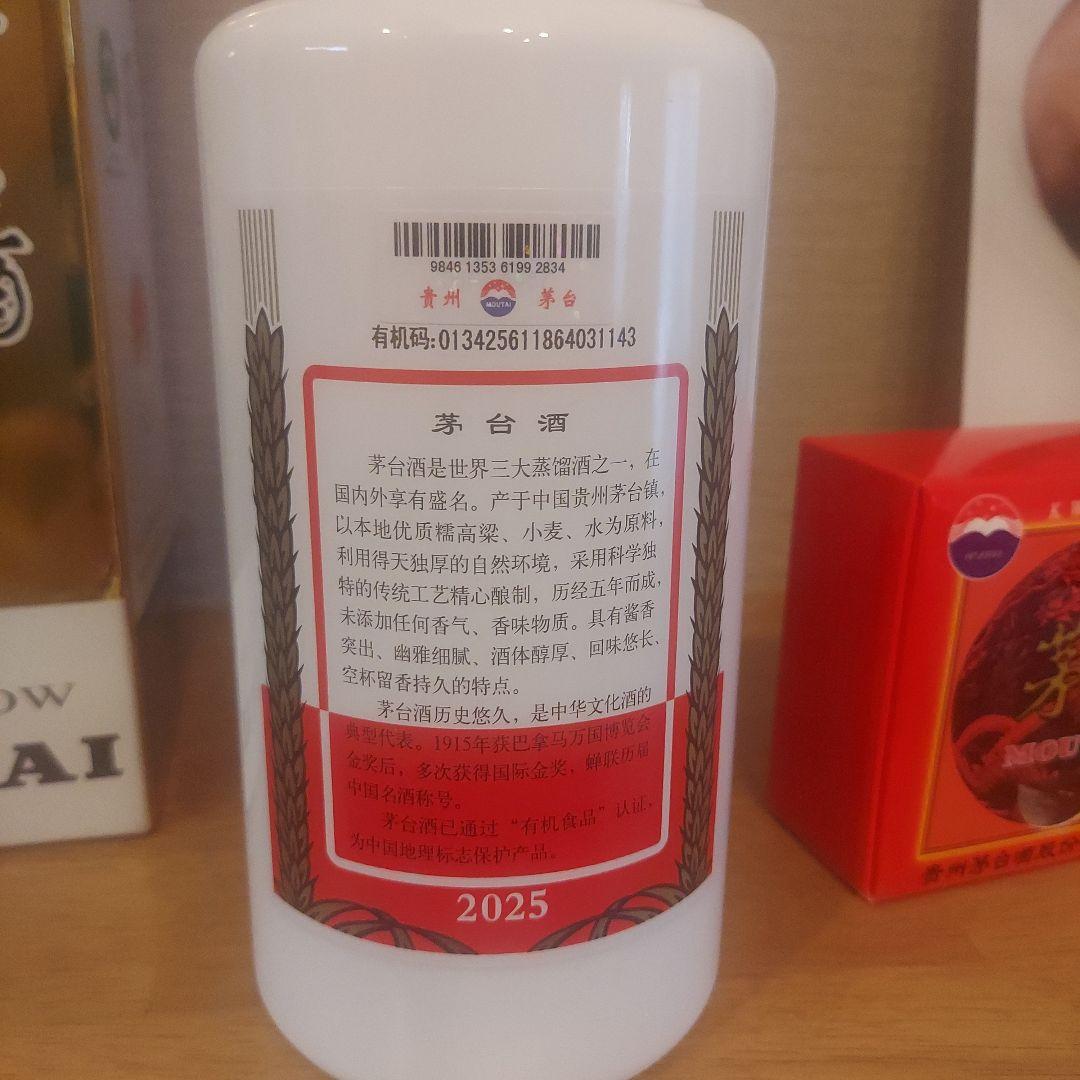 9846 1353 6199 2834
贵州 MOUTAI 茅台
有机码:013425611864031143
茅台酒
茅台酒是世界三大蒸馏酒之一，在
国内外享有盛名。产于中国贵州茅台镇，
以本地优质糯高粱、小麦、水为原料，
利用得天独厚的自然环境，采用科学独
特的传统工艺精心酿制，历经五年而成，
未添加任何香气、香味物质。具有酱香
突出、幽雅细腻、酒体醇厚、回味悠长、
空杯留香持久的特点。
茅台酒历史悠久，是中华文化酒的
典型代表。1915年获巴拿马万国博览会
金奖后，多次获得国际金奖，蝉联历届
中国名酒称号。
茅台酒已通过“有机食品”认证，
为中国地理标志保护产品。
2025
酒
OW
AI
茅
MOU
贵州茅台酒股份